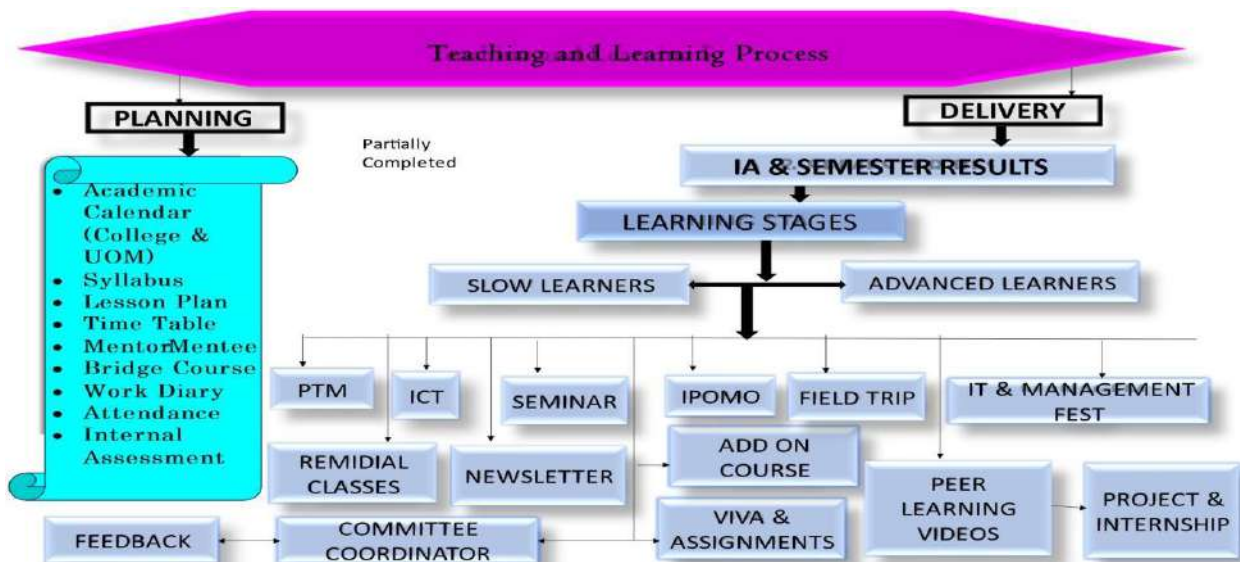 Teaching and Learning Process
PLANNING
DELIVERY
Partially
Completed
IA & SEMESTER RESULTS
LEARNING STAGES
SLOW LEARNERS
ADVANCED LEARNERS
• Academic
Calendar
(College &
UOM)
• Syllabus
• Lesson Plan
• Time Table
• MentorMentee
• Bridge Course
• Work Diary
• Attendance
• Internal
Assessment
PTM
ICT
SEMINAR
IPOMO
FIELD TRIP
IT & MANAGEMENT
FEST
REMIDIAL
CLASSES
NEWSLETTER
ADD ON
COURSE
PEER
LEARNING
VIDEOS
PROJECT &
INTERNSHIP
FEEDBACK
COMMITTEE
COORDINATOR
VIVA &
ASSIGNMENTS